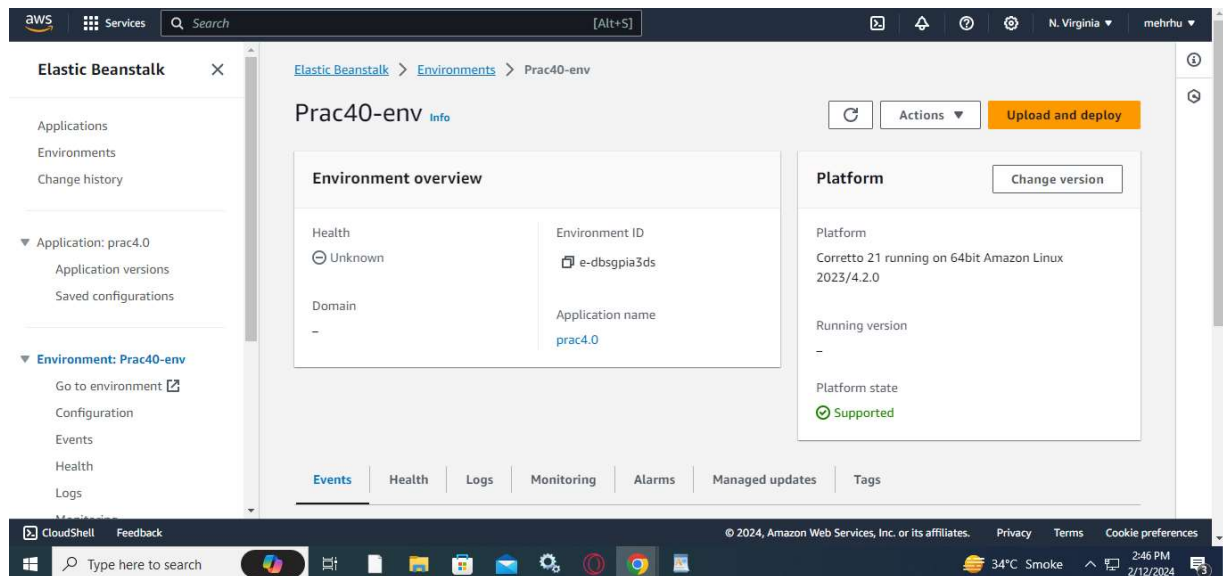 aws
Services
Search
[Alt+S]
N. Virginia ▼
mehrhu ▼
Elastic Beanstalk
Applications
Environments
Change history
▼ Application: prac4.0
Application versions
Saved configurations
▼ Environment: Prac40-env
Go to environment
Configuration
Events
Health
Logs
Elastic Beanstalk > Environments > Prac40-env
Prac40-env Info
Actions ▼
Upload and deploy
Environment overview
Health
Unknown
Domain
–
Environment ID
e-dbsgpia3ds
Application name
prac4.0
Platform
Change version
Platform
Corretto 21 running on 64bit Amazon Linux
2023/4.2.0
Running version
–
Platform state
Supported
Events
Health
Logs
Monitoring
Alarms
Managed updates
Tags
CloudShell
Feedback
© 2024, Amazon Web Services, Inc. or its affiliates.
Privacy
Terms
Cookie preferences
Type here to search
34°C Smoke
2:46 PM
2/12/2024
3